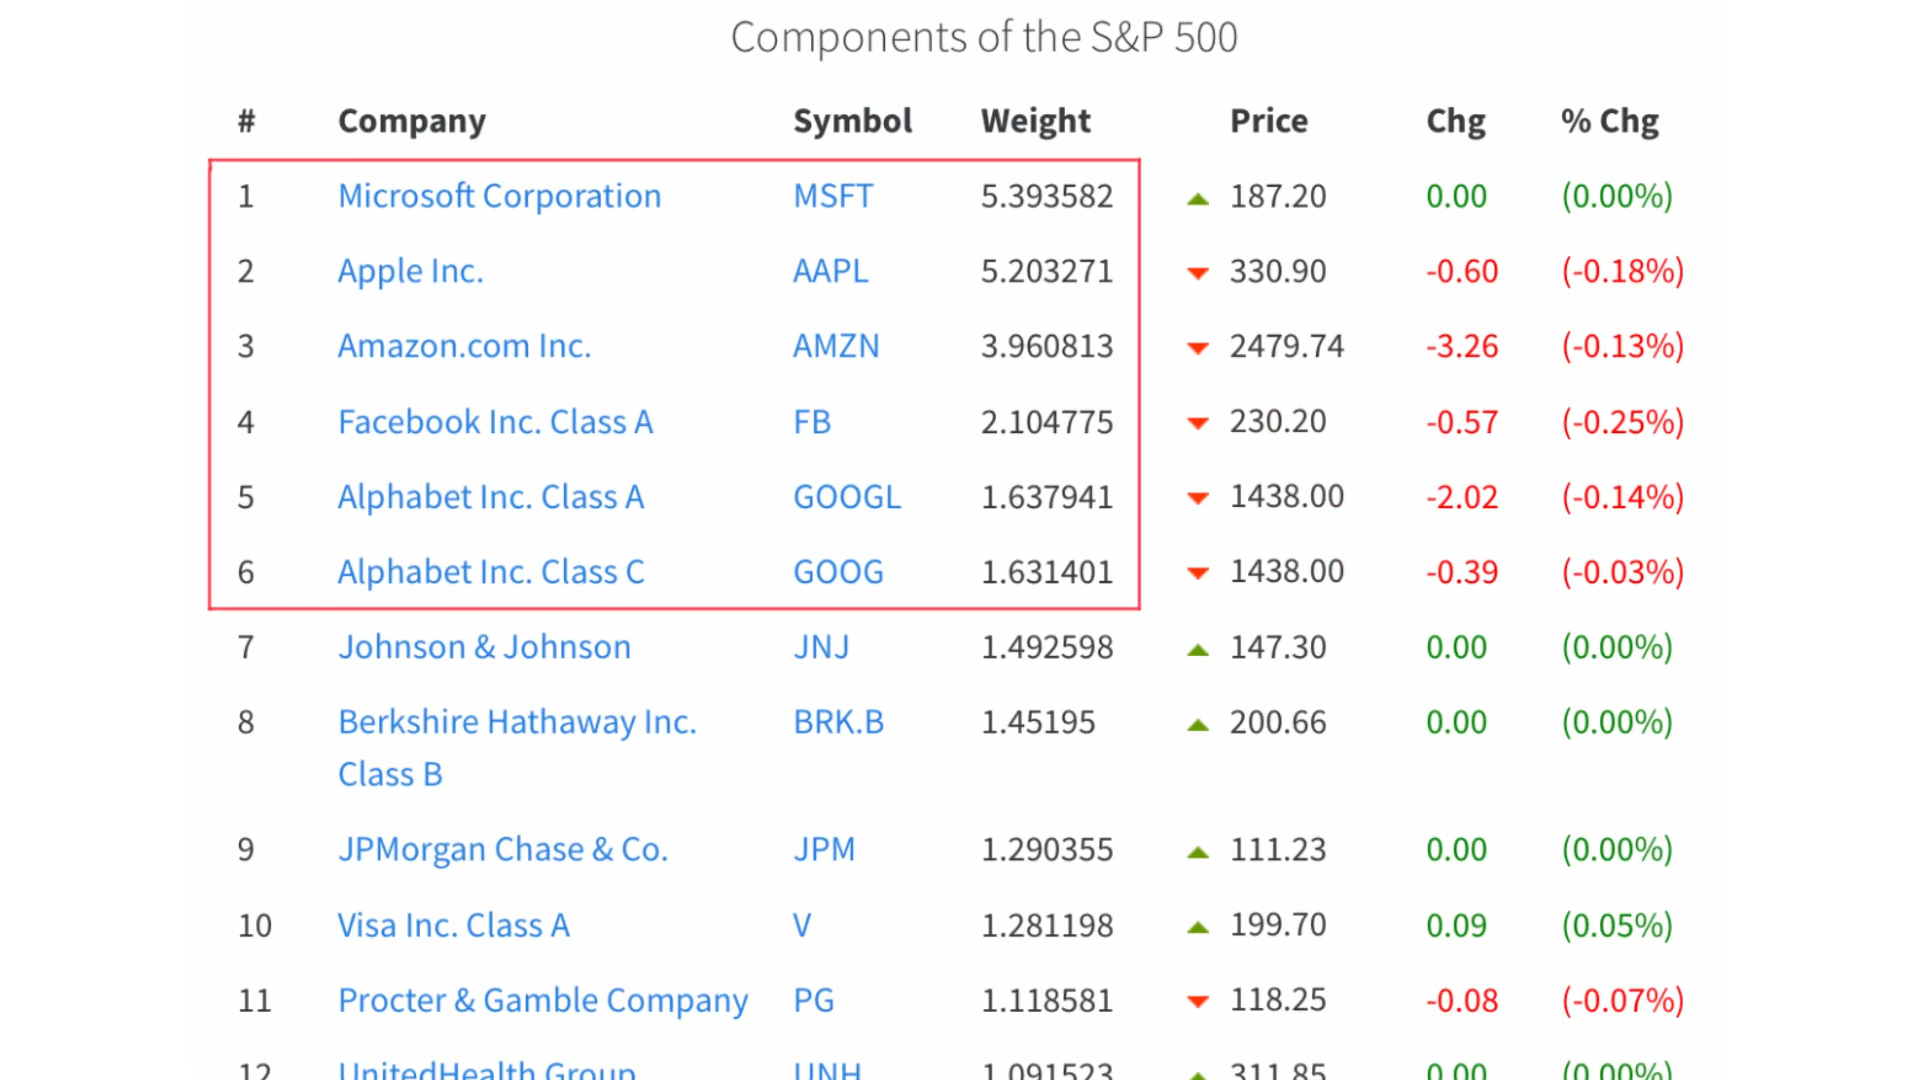 Components of the S&P 500
# Company Symbol Weight Price Chg % Chg
1 Microsoft Corporation MSFT 5.393582 187.20 0.00 (0.00%)
2 Apple Inc. AAPL 5.203271 330.90 -0.60 (-0.18%)
3 Amazon.com Inc. AMZN 3.960813 2479.74 -3.26 (-0.13%)
4 Facebook Inc. Class A FB 2.104775 230.20 -0.57 (-0.25%)
5 Alphabet Inc. Class A GOOGL 1.637941 1438.00 -2.02 (-0.14%)
6 Alphabet Inc. Class C GOOG 1.631401 1438.00 -0.39 (-0.03%)
7 Johnson & Johnson JNJ 1.492598 147.30 0.00 (0.00%)
8 Berkshire Hathaway Inc. BRK.B 1.45195 200.66 0.00 (0.00%)
Class B
9 JPMorgan Chase & Co. JPM 1.290355 111.23 0.00 (0.00%)
10 Visa Inc. Class A V 1.281198 199.70 0.09 (0.05%)
11 Procter & Gamble Company PG 1.118581 118.25 -0.08 (-0.07%)
12 UnitedHealth Group UNH 1.091523 311.85 0.00 (0.00%)